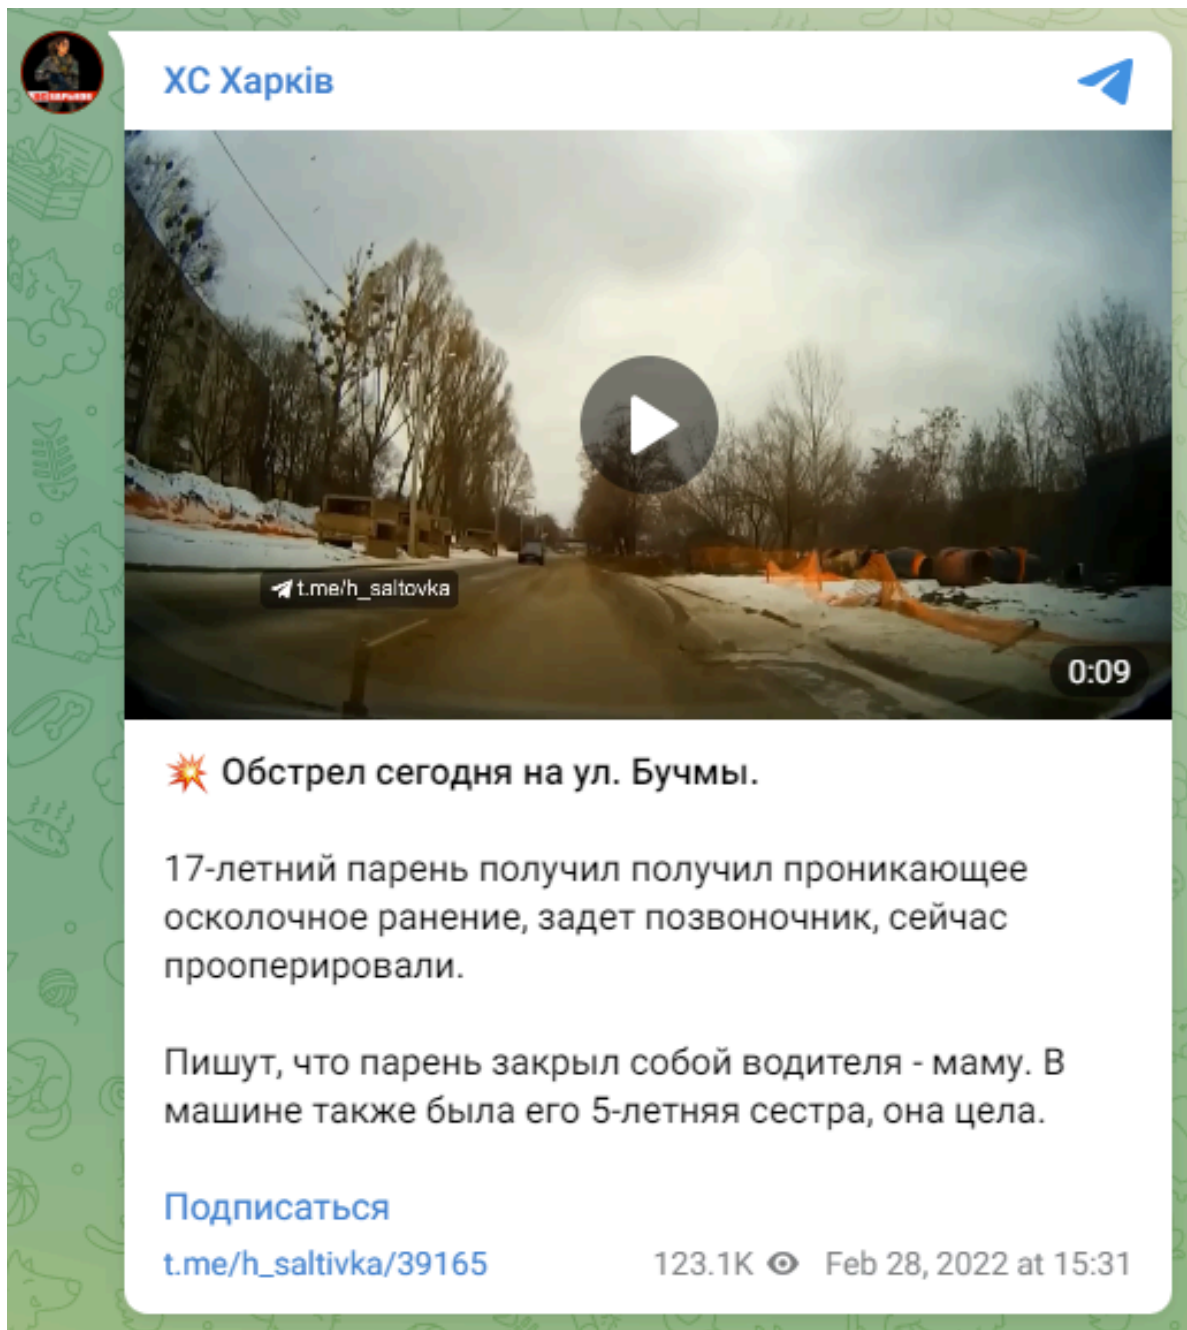 ХС Харків
t.me/h_saltovka
0:09
💥 Обстрел сегодня на ул. Бучмы.
17-летний парень получил получил проникающее
осколочное ранение, задет позвоночник, сейчас
прооперировали.
Пишут, что парень закрыл собой водителя - маму. В
машине также была его 5-летняя сестра, она цела.
Подписаться
t.me/h_saltivka/39165 123.1K Feb 28, 2022 at 15:31